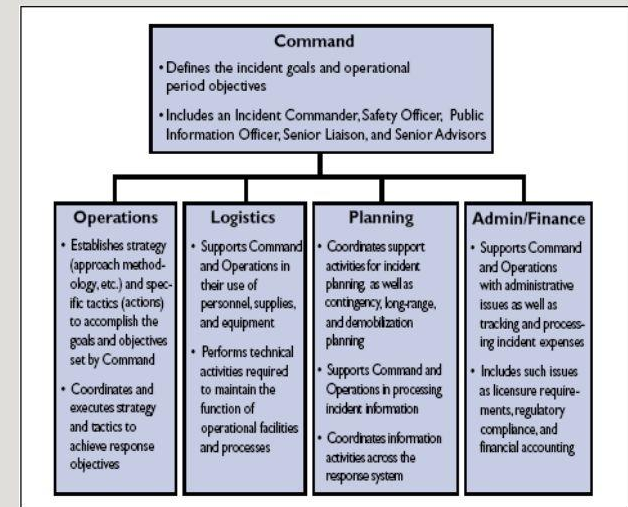 Command
• Defines the incident goals and operational
period objectives
• Includes an Incident Commander, Safety Officer, Public
Information Officer, Senior Liaison, and Senior Advisors
Operations
• Establishes strategy
(approach method-
ology, etc.) and spec-
ific tactics (actions)
to accomplish the
goals and objectives
set by Command
• Coordinates and
executes strategy
and tactics to
achieve response
objectives
Logistics
• Supports Command
and Operations in
their use of
personnel, supplies,
and equipment
• Performs technical
activities required
to maintain the
function of
operational facilities
and processes
Planning
• Coordinates support
activities for incident
planning, as well as
contingency, long-range,
and demobilization
planning
• Supports Command and
Operations in processing
incident information
• Coordinates information
activities across the
response system
Admin/Finance
• Supports Command
and Operations
with administrative
issues as well as
tracking and process-
ing incident expenses
• Includes such issues
as licensure require-
ments, regulatory
compliance, and
financial accounting